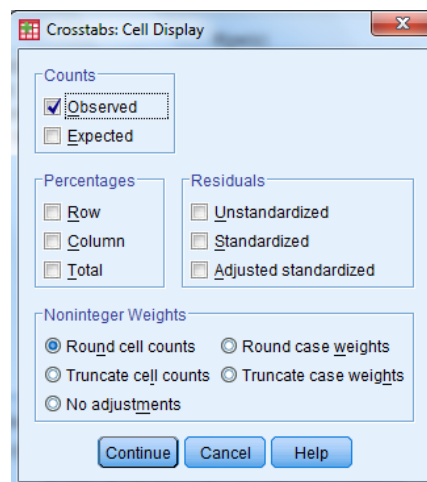 Crosstabs: Cell Display
Counts
Observed
Expected
Percentages
Row
Column
Total
Residuals
Unstandardized
Standardized
Adjusted standardized
Noninteger Weights
Round cell counts Round case weights
Truncate cell counts Truncate case weights
No adjustments
Continue Cancel Help